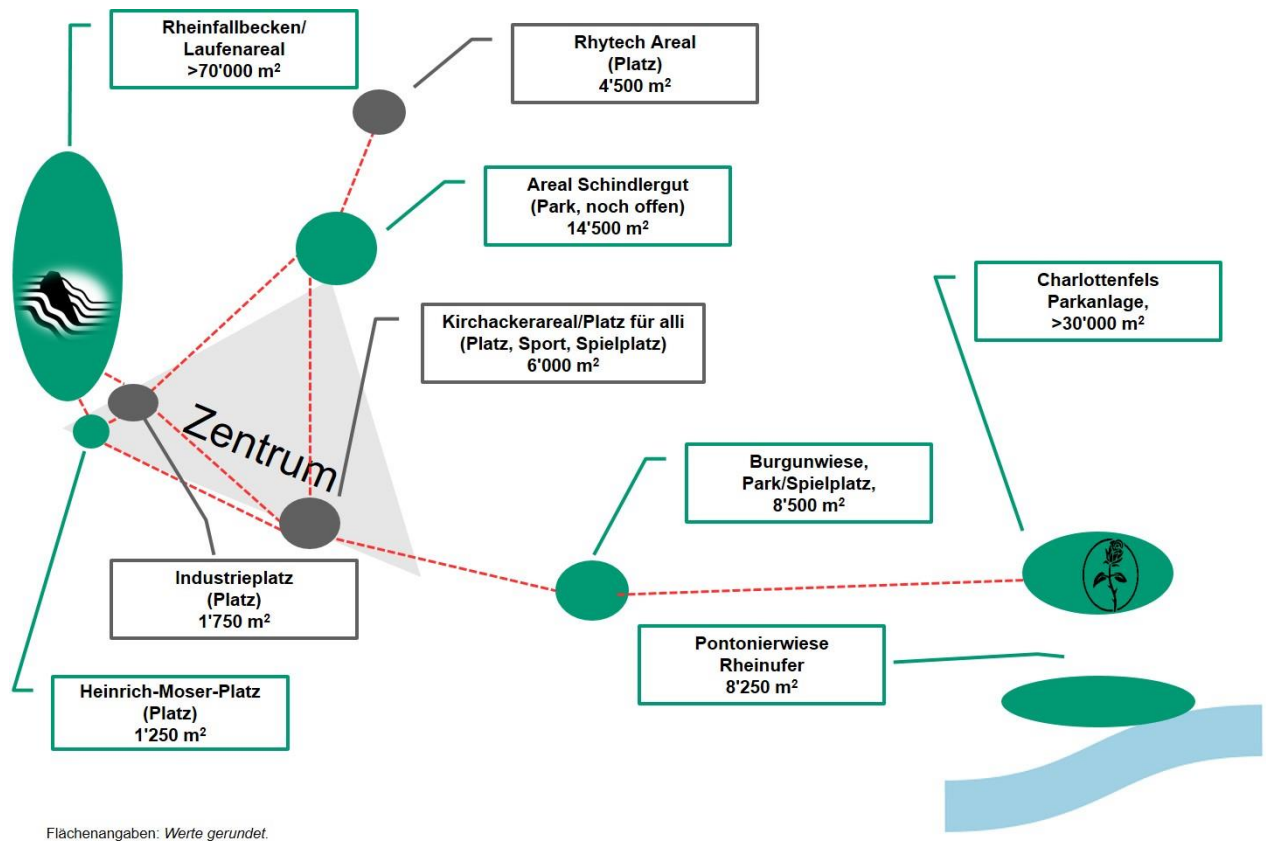 Rheinfallbecken/
Laufenareal
>70'000 m²
Rhytech Areal
(Platz)
4'500 m²
Areal Schindlergut
(Park, noch offen)
14'500 m²
Charlottenfels
Parkanlage,
>30'000 m²
Kirchackerareal/Platz für alli
(Platz, Sport, Spielplatz)
6'000 m²
Zentrum
Burgunwiese,
Park/Spielplatz,
8'500 m²
Industrieplatz
(Platz)
1'750 m²
Pontonierwiese
Rheinufer
8'250 m²
Heinrich-Moser-Platz
(Platz)
1'250 m²
Flächenangaben: Werte gerundet.